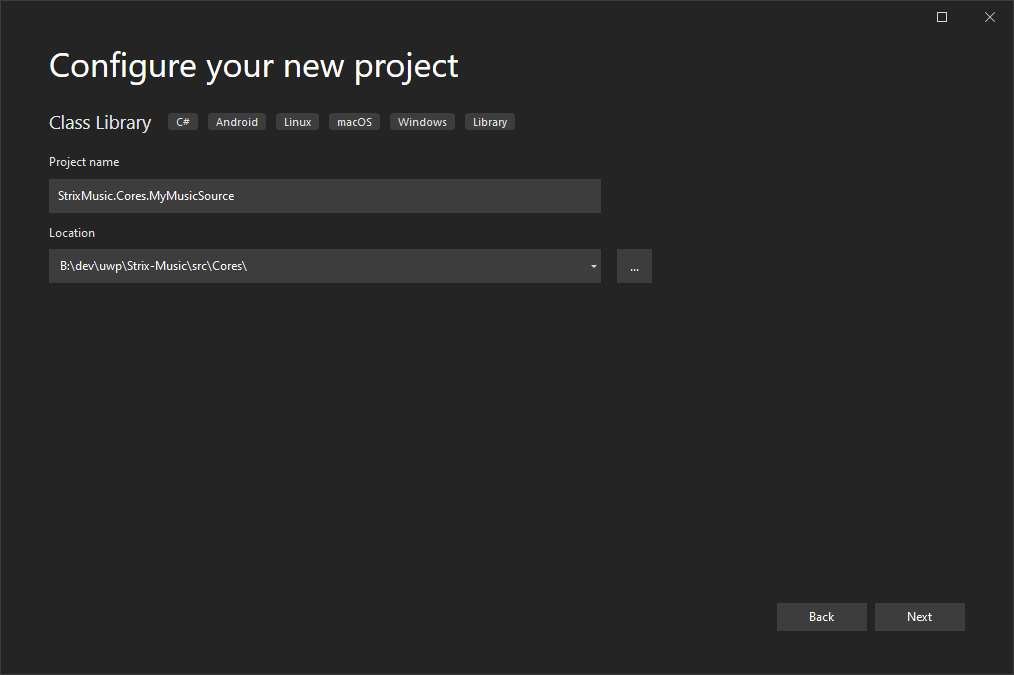 Configure your new project
Class Library C# Android Linux macOS Windows Library
Project name
StrixMusic.Cores.MyMusicSource
Location
B:\dev\uwp\Strix-Music\src\Cores\ ...
Back Next